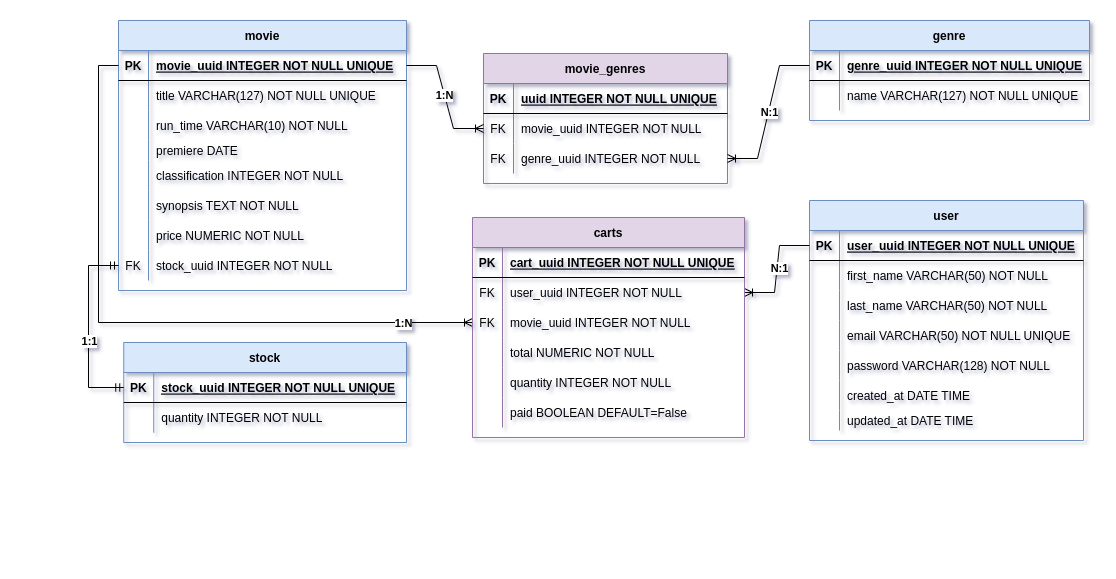 movie
PK movie_uuid INTEGER NOT NULL UNIQUE
title VARCHAR(127) NOT NULL UNIQUE
run_time VARCHAR(10) NOT NULL
premiere DATE
classification INTEGER NOT NULL
synopsis TEXT NOT NULL
price NUMERIC NOT NULL
FK stock_uuid INTEGER NOT NULL
1:N
movie_genres
PK uuid INTEGER NOT NULL UNIQUE
FK movie_uuid INTEGER NOT NULL
FK genre_uuid INTEGER NOT NULL
N:1
genre
PK genre_uuid INTEGER NOT NULL UNIQUE
name VARCHAR(127) NOT NULL UNIQUE
carts
PK cart_uuid INTEGER NOT NULL UNIQUE
FK user_uuid INTEGER NOT NULL
FK movie_uuid INTEGER NOT NULL
total NUMERIC NOT NULL
quantity INTEGER NOT NULL
paid BOOLEAN DEFAULT=False
N:1
user
PK user_uuid INTEGER NOT NULL UNIQUE
first_name VARCHAR(50) NOT NULL
last_name VARCHAR(50) NOT NULL
email VARCHAR(50) NOT NULL UNIQUE
password VARCHAR(128) NOT NULL
created_at DATE TIME
updated_at DATE TIME
1:N
1:1
stock
PK stock_uuid INTEGER NOT NULL UNIQUE
quantity INTEGER NOT NULL